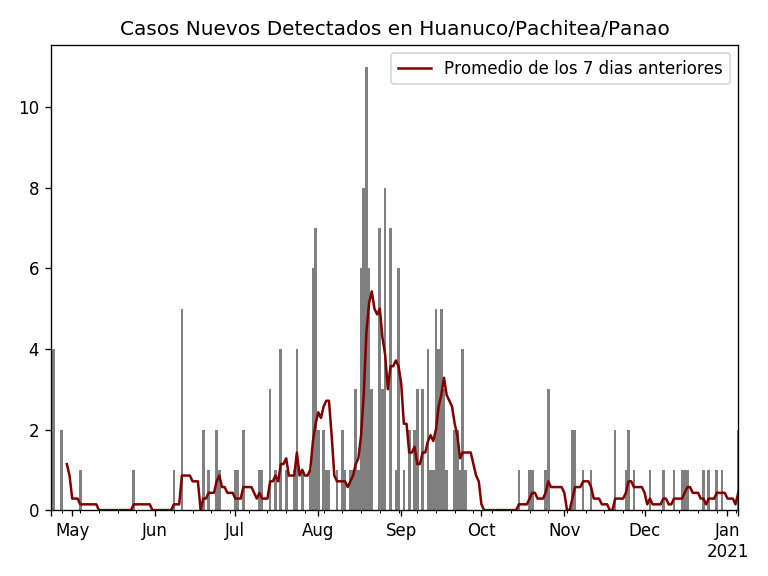 Casos Nuevos Detectados en Huanuco/Pachitea/Panao
Promedio de los 7 dias anteriores
10
8
6
4
2
0
May Jun Jul Aug Sep Oct Nov Dec Jan
2021